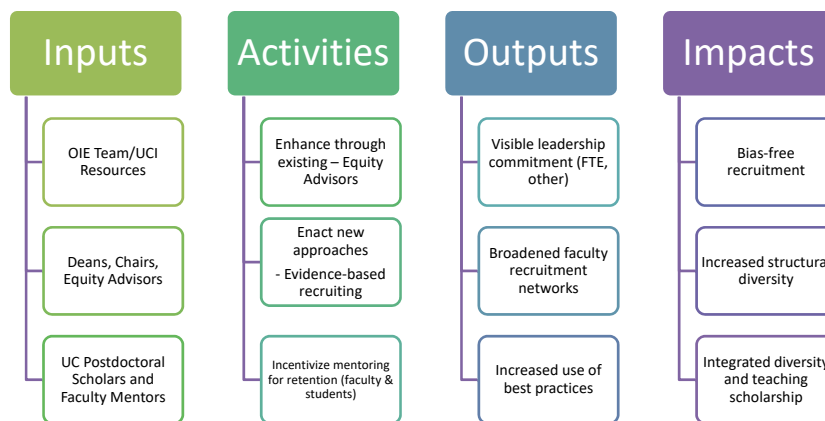 Inputs
OIE Team/UCI
Resources
Deans, Chairs,
Equity Advisors
UC Postdoctoral
Scholars and
Faculty Mentors
Activities
Enhance through
existing – Equity
Advisors
Enact new
approaches
- Evidence-based
recruiting
Incentivize mentoring
for retention (faculty &
students)
Outputs
Visible leadership
commitment (FTE,
other)
Broadened faculty
recruitment
networks
Increased use of
best practices
Impacts
Bias-free
recruitment
Increased structural
diversity
Integrated diversity
and teaching
scholarship